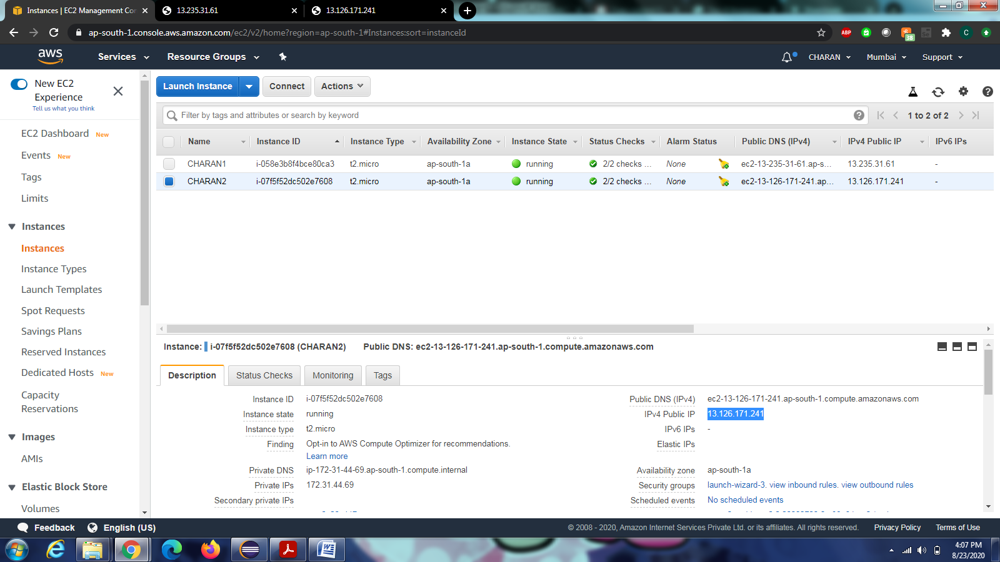 Instances | EC2 Management Con
13.235.31.61
13.126.171.241
ap-south-1.console.aws.amazon.com/ec2/v2/home?region=ap-south-1#Instances:sort=instanceId
ABP
38
C
aws
Services
Resource Groups
CHARAN
Mumbai
Support
New EC2
Experience
Tell us what you think
EC2 Dashboard New
Events New
Tags
Limits
Instances
Instances
Instance Types
Launch Templates
Spot Requests
Savings Plans
Reserved Instances
Dedicated Hosts New
Capacity
Reservations
Images
AMIs
Elastic Block Store
Volumes
Launch Instance
Connect
Actions
Filter by tags and attributes or search by keyword
1 to 2 of 2
Name Instance ID Instance Type Availability Zone Instance State Status Checks Alarm Status Public DNS (IPv4) IPv4 Public IP IPv6 IPs
CHARAN1 i-058e3b8f4bce80ca3 t2.micro ap-south-1a running 2/2 checks ... None ec2-13-235-31-61.ap-s... 13.235.31.61 -
CHARAN2 i-07f5f52dc502e7608 t2.micro ap-south-1a running 2/2 checks ... None ec2-13-126-171-241.ap... 13.126.171.241 -
Instance: i-07f5f52dc502e7608 (CHARAN2) Public DNS: ec2-13-126-171-241.ap-south-1.compute.amazonaws.com
Description Status Checks Monitoring Tags
Instance ID i-07f5f52dc502e7608
Instance state running
Instance type t2.micro
Finding Opt-in to AWS Compute Optimizer for recommendations.
Learn more
Private DNS ip-172-31-44-69.ap-south-1.compute.internal
Private IPs 172.31.44.69
Secondary private IPs
Public DNS (IPv4) ec2-13-126-171-241.ap-south-1.compute.amazonaws.com
IPv4 Public IP 13.126.171.241
IPv6 IPs -
Elastic IPs
Availability zone ap-south-1a
Security groups launch-wizard-3. view inbound rules. view outbound rules
Scheduled events No scheduled events
Feedback
English (US)
© 2008 - 2020, Amazon Internet Services Private Ltd. or its affiliates. All rights reserved.
Privacy Policy
Terms of Use
4:07 PM
8/23/2020